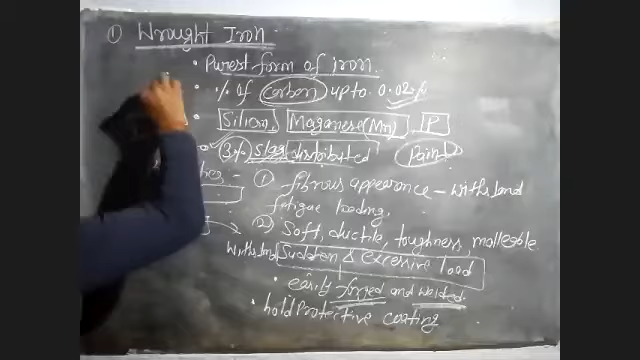 ① Wrought Iron
• Purest form of iron.
• % of Carbon upto 0.02%
• Silicon Maganese (Mn) P
• (3%) slag distributed Paint
① fibrous appearance - withstand
fatigue loading.
② Soft, ductile, toughness, malleable.
Withstand Sudden & excessive load
• easily forged and welded.
• hold Protective coating